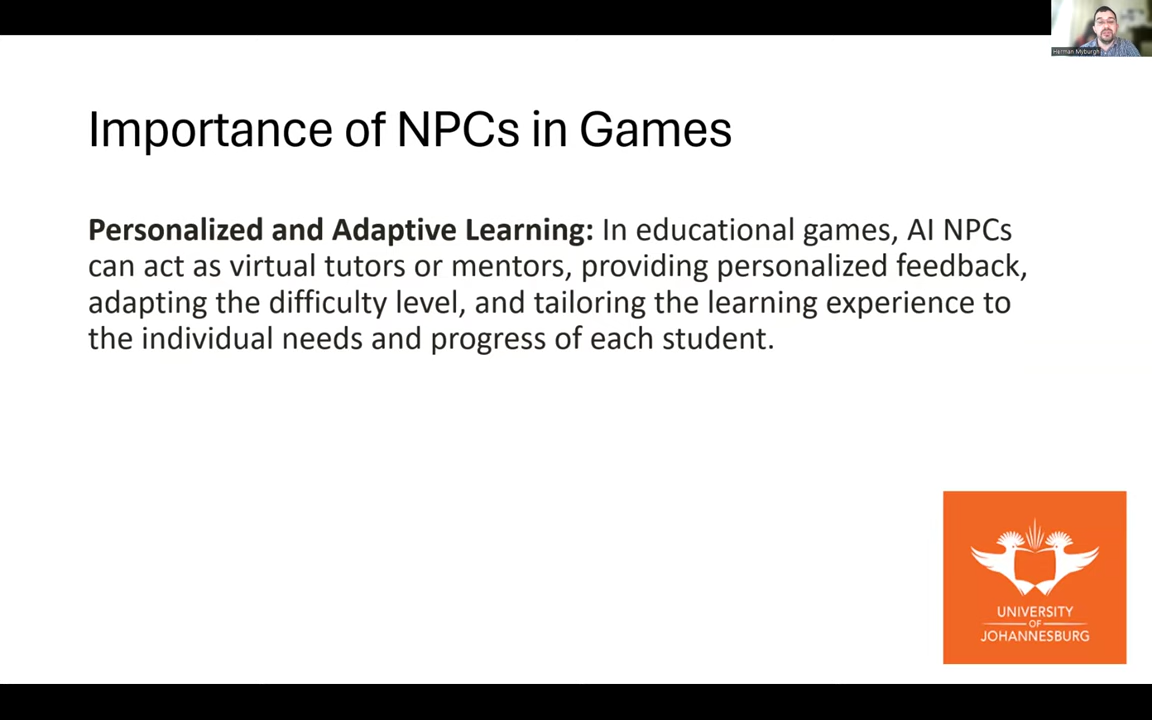 Herman Myburgh
Importance of NPCs in Games
Personalized and Adaptive Learning: In educational games, AI NPCs
can act as virtual tutors or mentors, providing personalized feedback,
adapting the difficulty level, and tailoring the learning experience to
the individual needs and progress of each student.
UNIVERSITY
OF
JOHANNESBURG